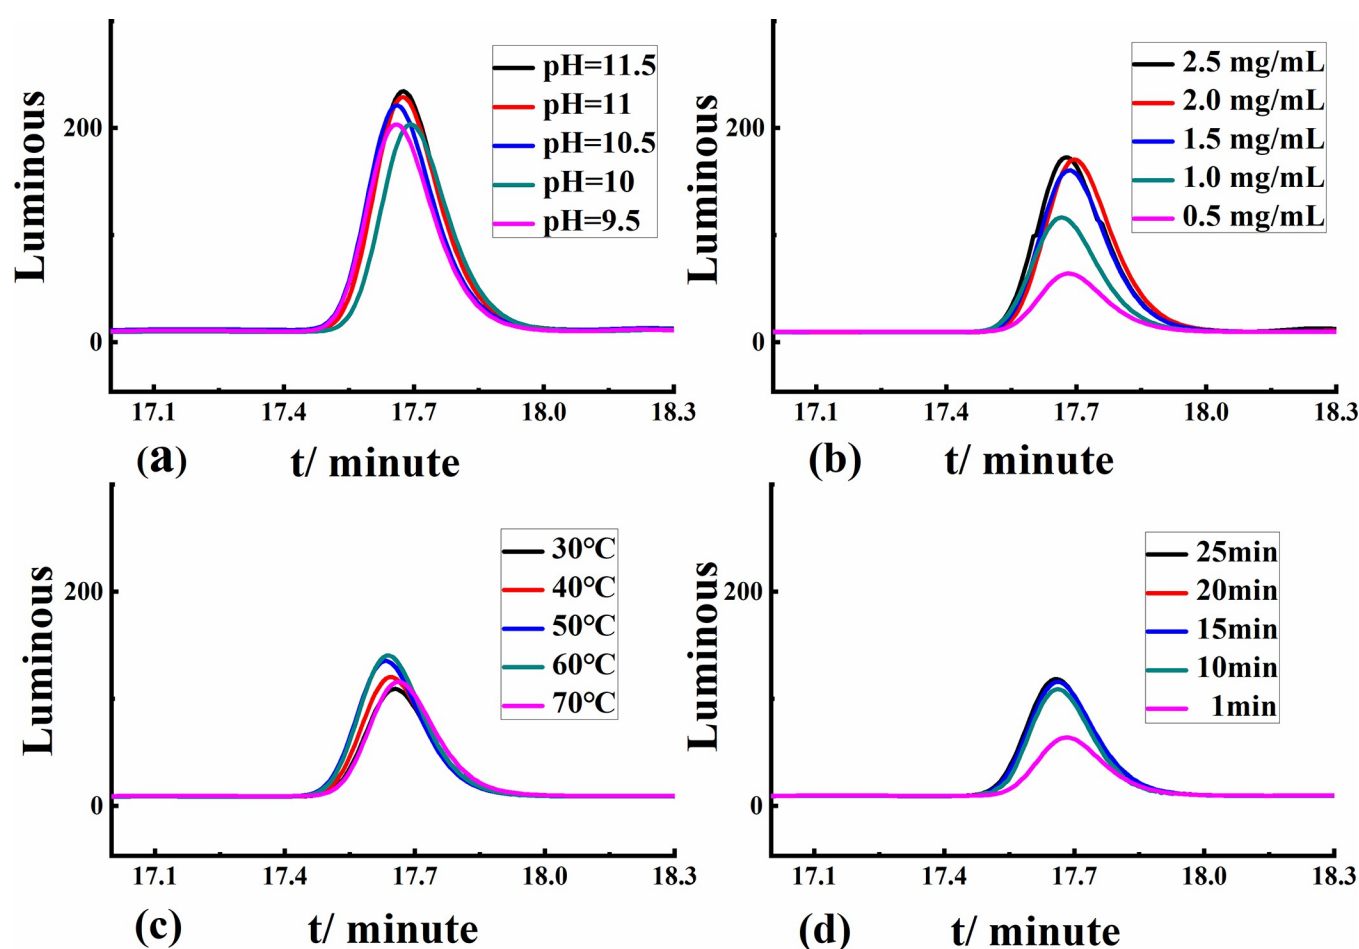 Luminous
200
0
pH=11.5
pH=11
pH=10.5
pH=10
pH=9.5
17.1 17.4 17.7 18.0 18.3
(a) t/ minute
Luminous
200
0
2.5 mg/mL
2.0 mg/mL
1.5 mg/mL
1.0 mg/mL
0.5 mg/mL
17.1 17.4 17.7 18.0 18.3
(b) t/ minute
Luminous
200
0
30℃
40℃
50℃
60℃
70℃
17.1 17.4 17.7 18.0 18.3
(c) t/ minute
Luminous
200
0
25min
20min
15min
10min
1min
17.1 17.4 17.7 18.0 18.3
(d) t/ minute